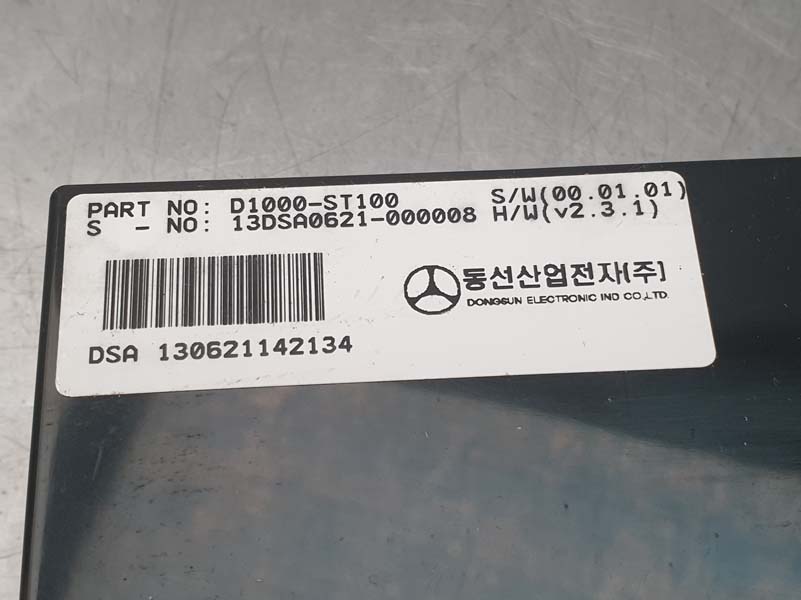 PART NO: D1000-ST100 S/W(00.01.01)
S - NO: 13DSA0621-000008 H/W(v2.3.1)
동선산업전자(주)
DONGSUN ELECTRONIC IND CO.,LTD.
DSA 130621142134